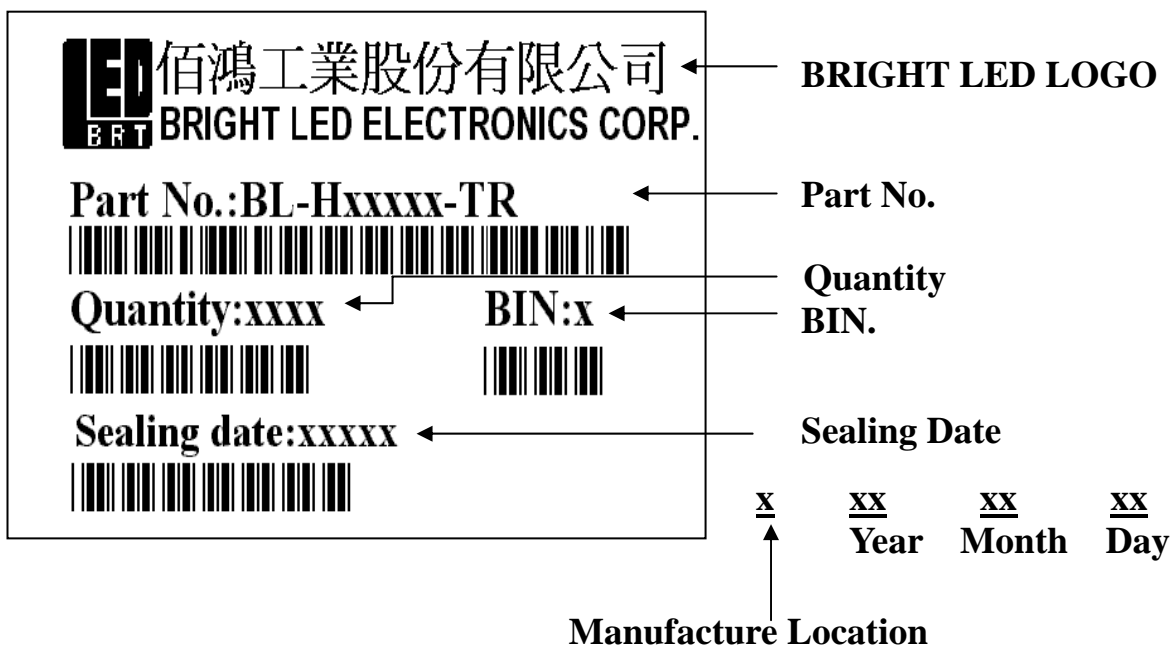 LED 佰鴻工業股份有限公司 BRIGHT LED LOGO
BRT BRIGHT LED ELECTRONICS CORP.
Part No.:BL-Hxxxxx-TR Part No.
Quantity
Quantity:xxxx BIN:x BIN.
Sealing date:xxxxx Sealing Date
x xx xx xx
Year Month Day
Manufacture Location